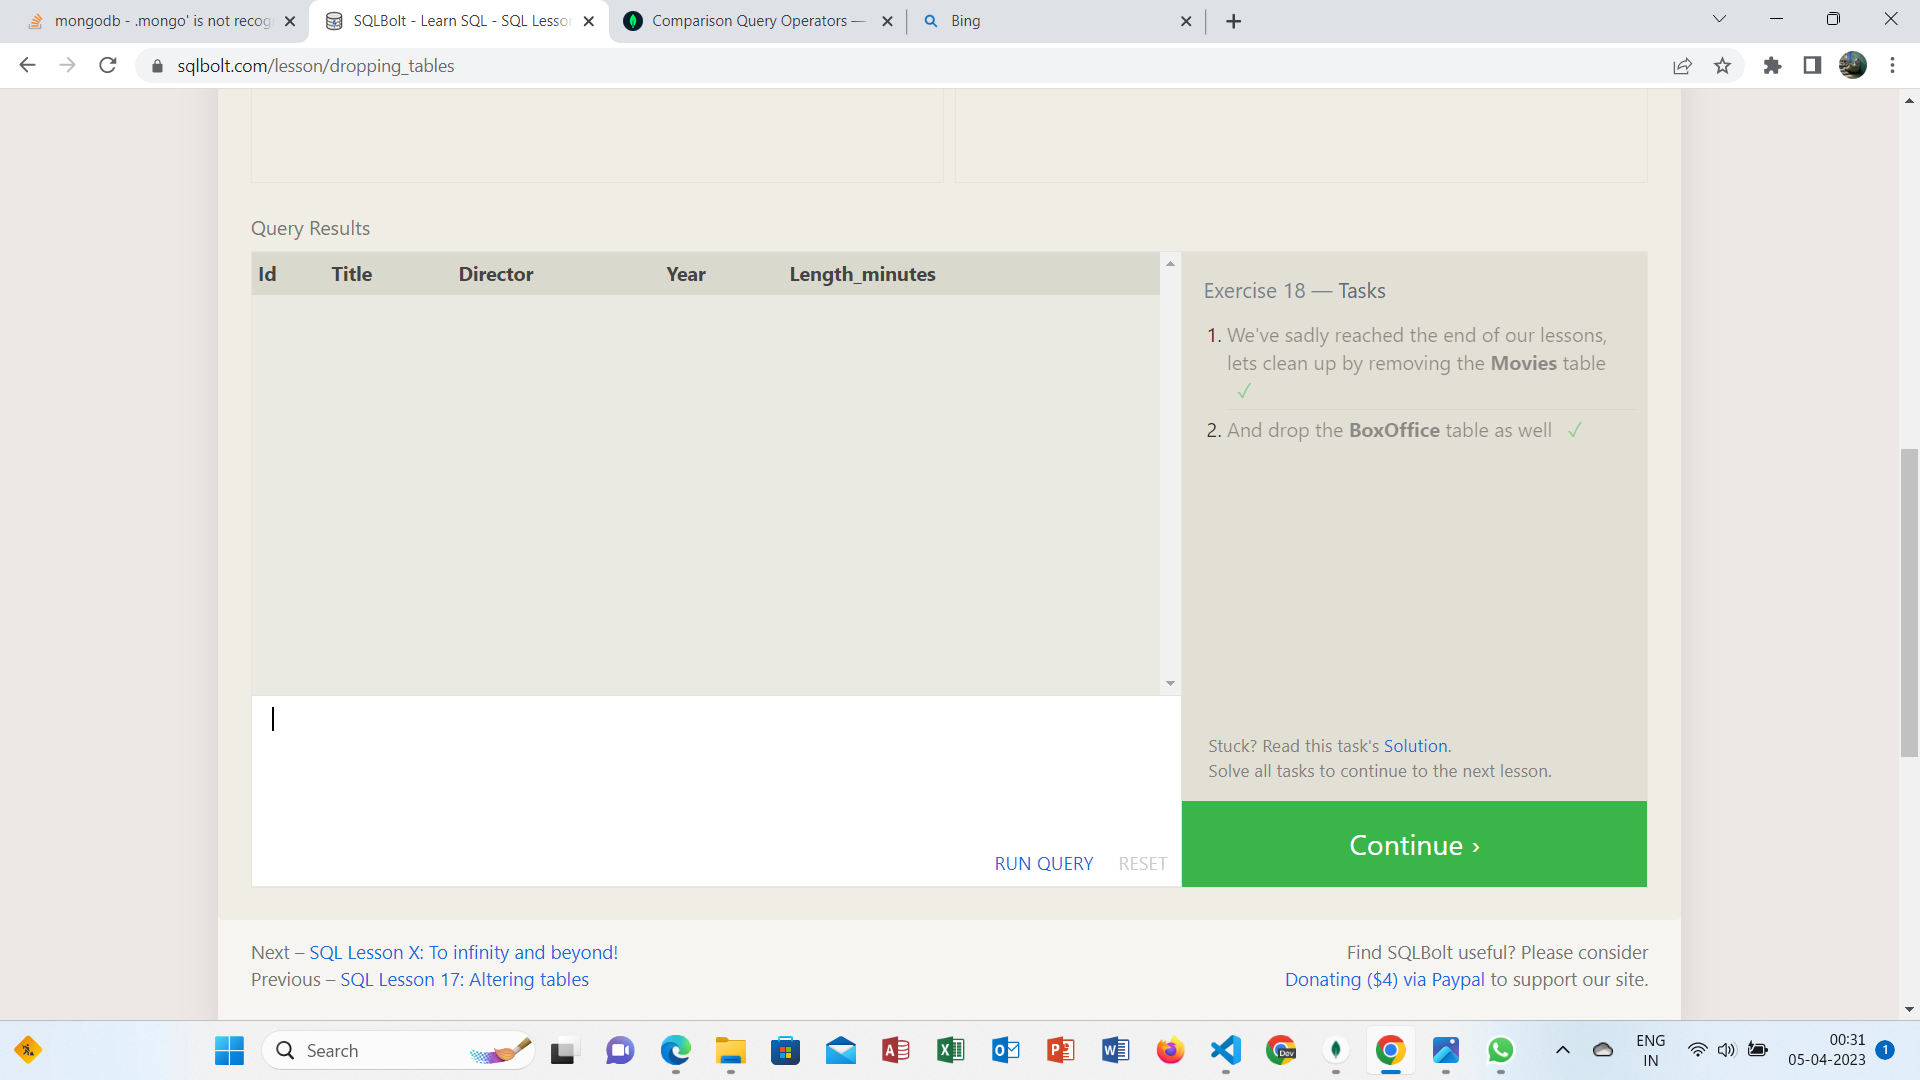 mongodb - .mongo' is not recog
SQLBolt - Learn SQL - SQL Lesson
Comparison Query Operators —
Bing
sqlbolt.com/lesson/dropping_tables
Query Results
Id Title Director Year Length_minutes
Exercise 18 — Tasks
1. We've sadly reached the end of our lessons,
lets clean up by removing the Movies table
✓
2. And drop the BoxOffice table as well ✓
Stuck? Read this task's Solution.
Solve all tasks to continue to the next lesson.
RUN QUERY RESET
Continue ›
Next – SQL Lesson X: To infinity and beyond!
Previous – SQL Lesson 17: Altering tables
Find SQLBolt useful? Please consider
Donating ($4) via Paypal to support our site.
Search
Dev
ENG
IN
00:31
05-04-2023
1